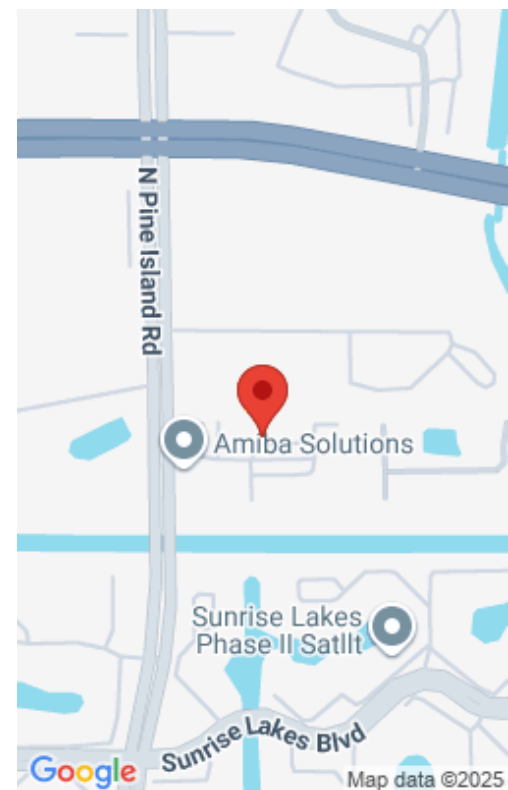 N Pine Island Rd
Amiba Solutions
Sunrise Lakes
Phase II Satllt
Sunrise Lakes Blvd
Google
Map data ©2025